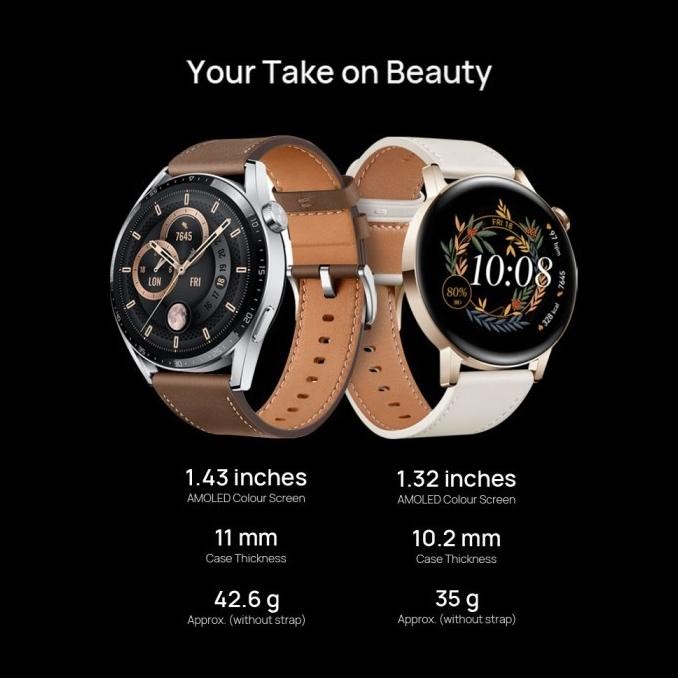 Your Take on Beauty
7645
18
6
LON
FRI
FRI 18
10:08
80%
7645
328 kcal
1.43 inches
1.32 inches
AMOLED Colour Screen
AMOLED Colour Screen
11 mm
10.2 mm
Case Thickness
Case Thickness
42.6 g
35 g
Approx. (without strap)
Approx. (without strap)